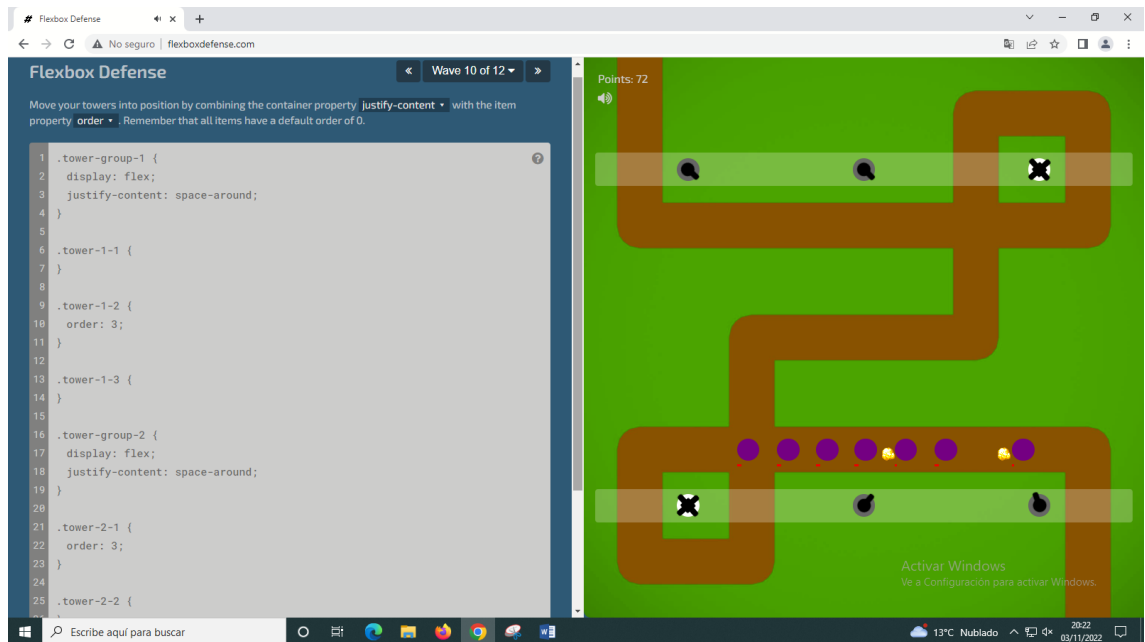 Flexbox Defense
No seguro | flexboxdefense.com
Flexbox Defense
« Wave 10 of 12 »
Move your towers into position by combining the container property justify-content with the item
property order . Remember that all items have a default order of 0.
1 .tower-group-1 {
2 display: flex;
3 justify-content: space-around;
4 }
5
6 .tower-1-1 {
7 }
8
9 .tower-1-2 {
10 order: 3;
11 }
12
13 .tower-1-3 {
14 }
15
16 .tower-group-2 {
17 display: flex;
18 justify-content: space-around;
19 }
20
21 .tower-2-1 {
22 order: 3;
23 }
24
25 .tower-2-2 {
Points: 72
Activar Windows
Ve a Configuración para activar Windows.
Escribe aquí para buscar
13°C Nublado
20:22
03/11/2022